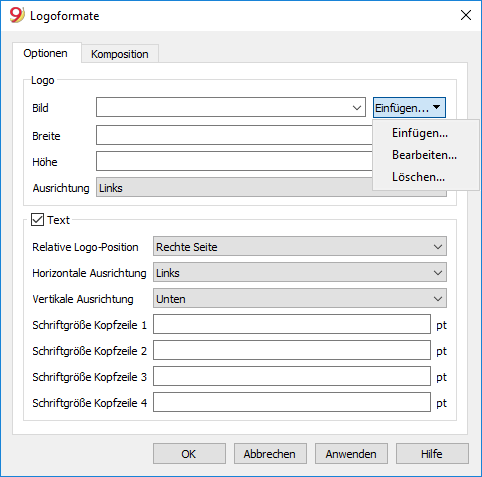 9 Logoformate
Optionen Komposition
Logo
Bild Einfügen...
Einfügen...
Breite
Bearbeiten...
Höhe
Löschen...
Ausrichtung Links
Text
Relative Logo-Position Rechte Seite
Horizontale Ausrichtung Links
Vertikale Ausrichtung Unten
Schriftgröße Kopfzeile 1 pt
Schriftgröße Kopfzeile 2 pt
Schriftgröße Kopfzeile 3 pt
Schriftgröße Kopfzeile 4 pt
OK Abbrechen Anwenden Hilfe